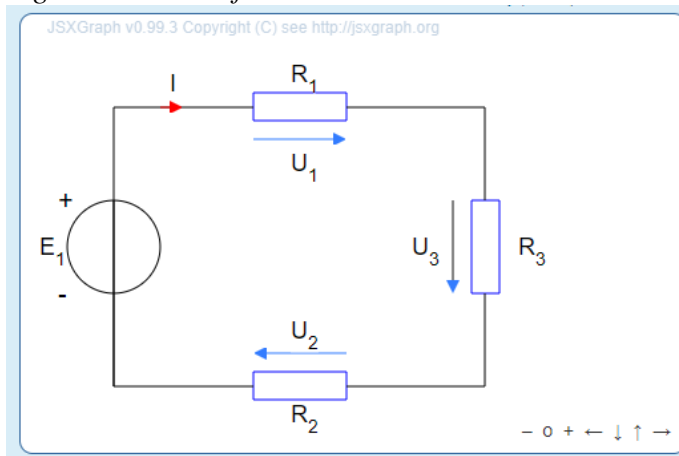 JSXGraph v0.99.3 Copyright (C) see http://jsxgraph.org
I
R1
U1
+
E1
-
U3
R3
U2
R2
– o + ← ↓ ↑ →